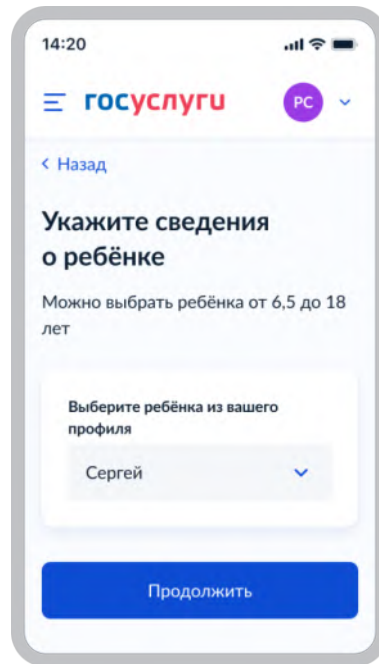 14:20
госуслуги
РС
Назад
Укажите сведения
о ребёнке
Можно выбрать ребёнка от 6,5 до 18
лет
Выберите ребёнка из вашего
профиля
Сергей
Продолжить